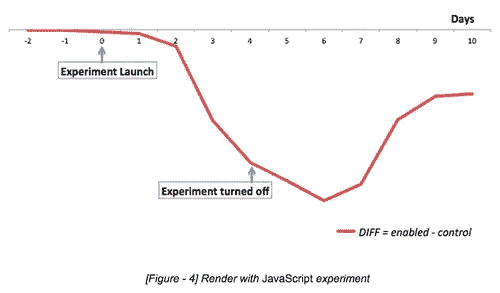 Days
-2 -1 0 1 2 3 4 5 6 7 8 9 10
Experiment Launch
Experiment turned off
DIFF = enabled - control
[Figure - 4] Render with JavaScript experiment